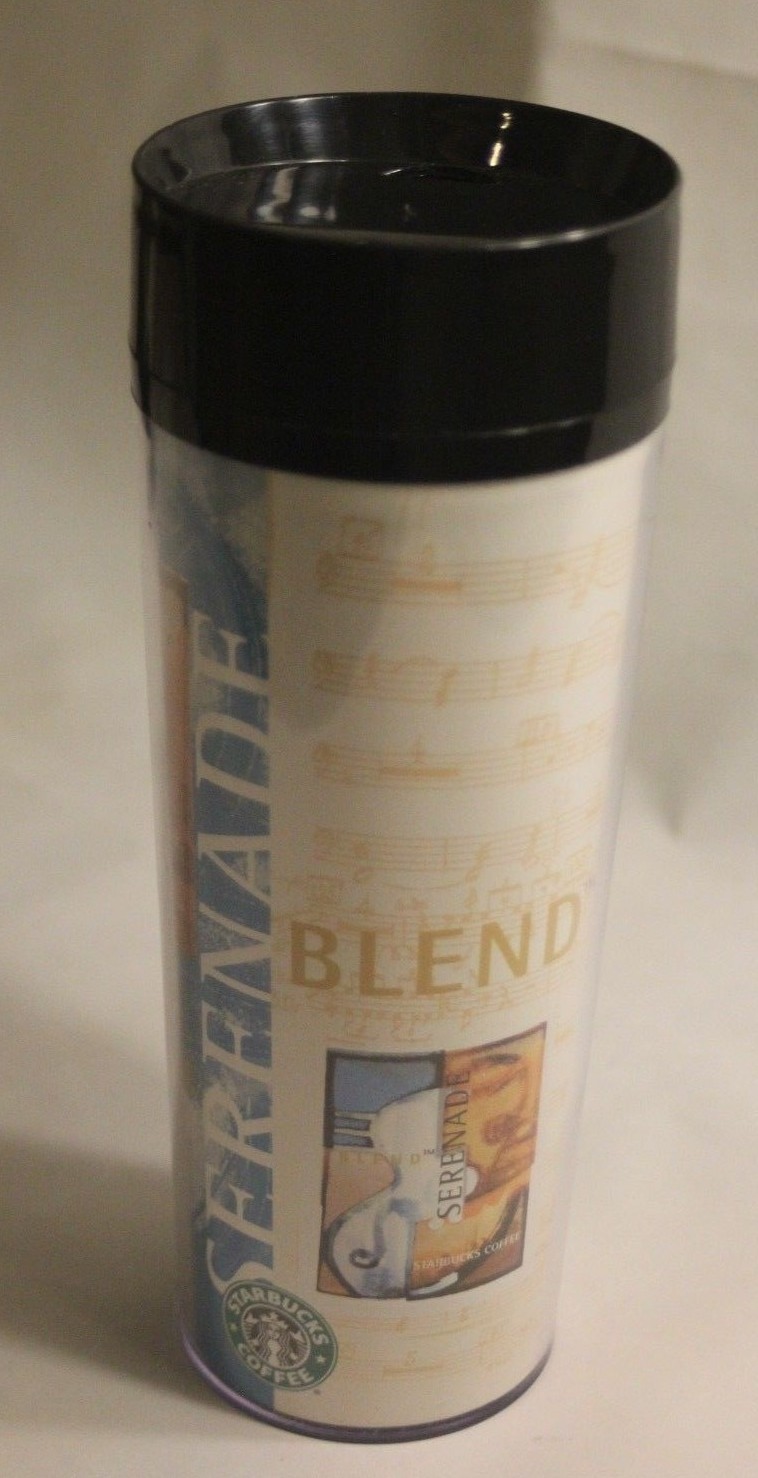 SERENADE
BLEND
BLEND™
SERENADE
STARBUCKS COFFEE
STARBUCKS
COFFEE